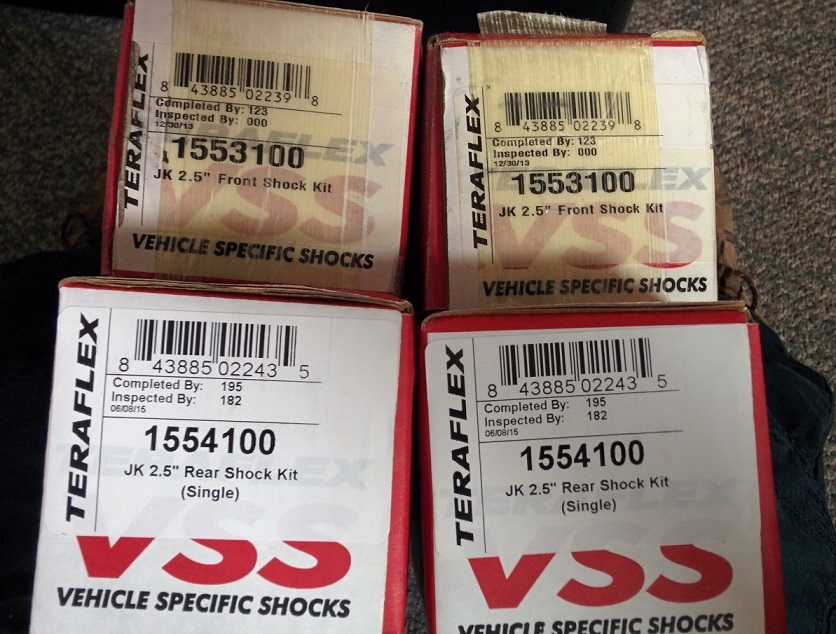 TERAFLEX
8 43885 02239 8
Completed By: 123
Inspected By: 000
12/30/13
1553100
JK 2.5" Front Shock Kit
TERAFLEX
VSS
VEHICLE SPECIFIC SHOCKS
TERAFLEX
8 43885 02239 8
Completed By: 123
Inspected By: 000
12/30/13
1553100
JK 2.5" Front Shock Kit
TERAFLEX
VSS
VEHICLE SPECIFIC SHOCKS
TERAFLEX
8 43885 02243 5
Completed By: 195
Inspected By: 182
06/08/15
1554100
JK 2.5" Rear Shock Kit
(Single)
TERAFLEX
VSS
VEHICLE SPECIFIC SHOCKS
TERAFLEX
8 43885 02243 5
Completed By: 195
Inspected By: 182
06/08/15
1554100
JK 2.5" Rear Shock Kit
(Single)
TERAFLEX
VSS
VEHICLE SPECIFIC SHOCKS